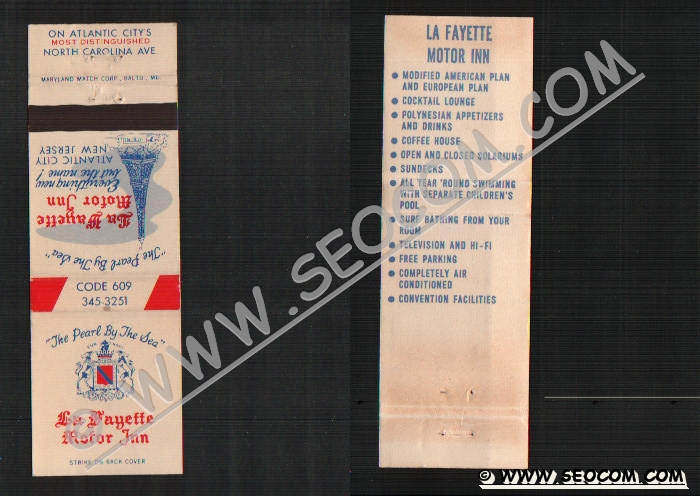 ON ATLANTIC CITY'S
MOST DISTINGUISHED
NORTH CAROLINA AVE.
MARYLAND MATCH CORP., BALTO., MD.
La Fayette
Motor Inn
Everything new
but the name!
ATLANTIC CITY
NEW JERSEY
"The Pearl By The Sea"
CODE 609
345-3251
"The Pearl By The Sea"
La Fayette
Motor Inn
STRIKE ON BACK COVER
LA FAYETTE
MOTOR INN
● MODIFIED AMERICAN PLAN
AND EUROPEAN PLAN
● COCKTAIL LOUNGE
● POLYNESIAN APPETIZERS
AND DRINKS
● COFFEE HOUSE
● OPEN AND CLOSED SOLARIUMS
● SUNDECKS
● ALL YEAR 'ROUND SWIMMING
WITH SEPARATE CHILDREN'S
POOL
● SURF BATHING FROM YOUR
ROOM
● TELEVISION AND HI-FI
● FREE PARKING
● COMPLETELY AIR
CONDITIONED
● CONVENTION FACILITIES
© WWW.SEOCOM.COM
© WWW.SEOCOM.COM
© WWW.SEOCOM.COM